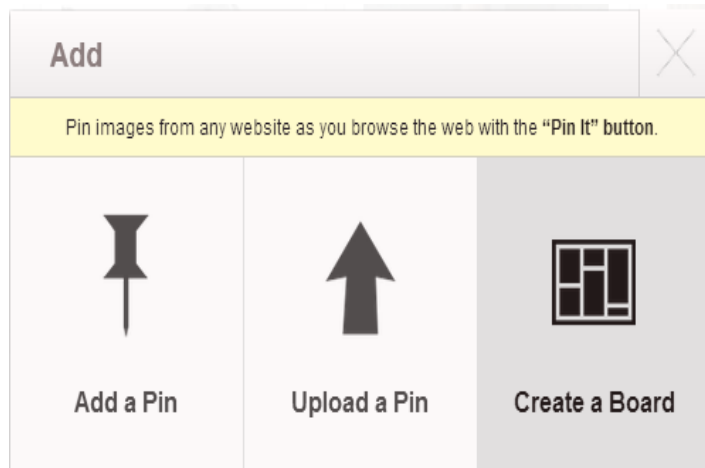 Add
Pin images from any website as you browse the web with the “Pin It” button.
Add a Pin
Upload a Pin
Create a Board